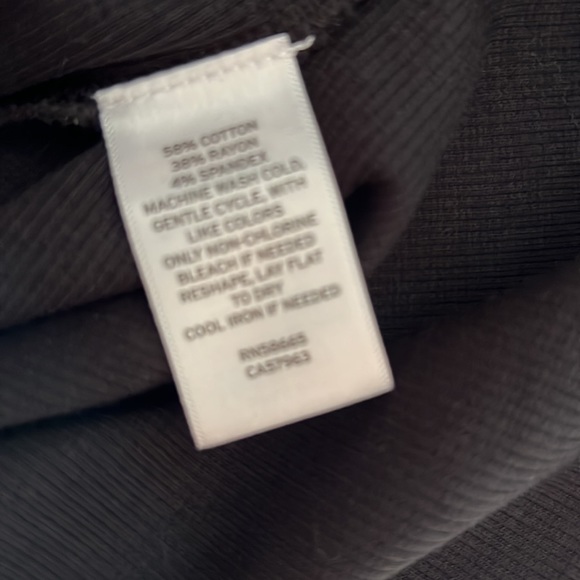 58% COTTON
38% RAYON
4% SPANDEX
MACHINE WASH COLD,
GENTLE CYCLE, WITH
LIKE COLORS
ONLY NON-CHLORINE
BLEACH IF NEEDED
RESHAPE, LAY FLAT
TO DRY
COOL IRON IF NEEDED
RN58665
CA57963